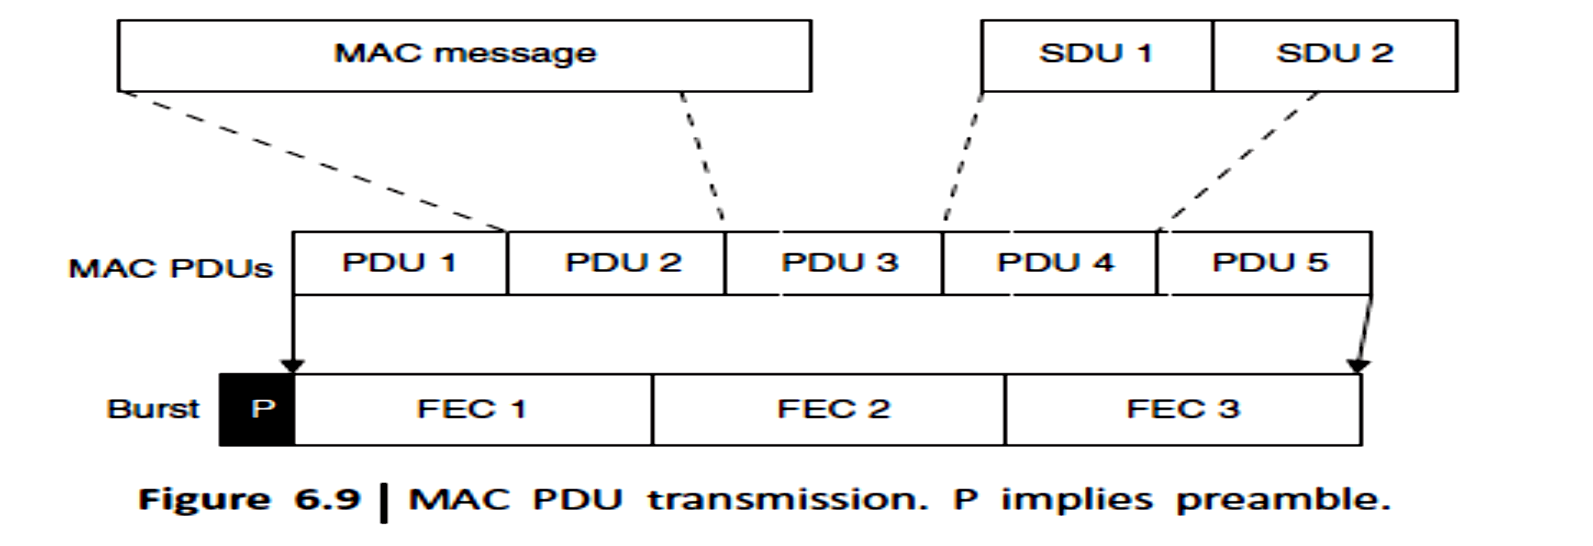 MAC message SDU 1 SDU 2
MAC PDUs PDU 1 PDU 2 PDU 3 PDU 4 PDU 5
Burst P FEC 1 FEC 2 FEC 3
Figure 6.9 | MAC PDU transmission. P implies preamble.